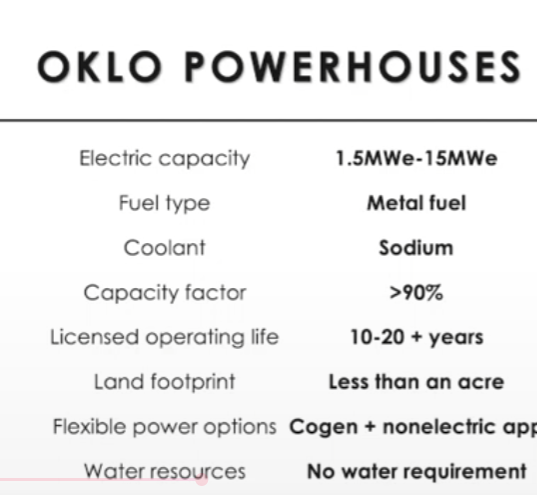 OKLO POWERHOUSES
Electric capacity 1.5MWe-15MWe
Fuel type Metal fuel
Coolant Sodium
Capacity factor >90%
Licensed operating life 10-20 + years
Land footprint Less than an acre
Flexible power options Cogen + nonelectric app
Water resources No water requirement